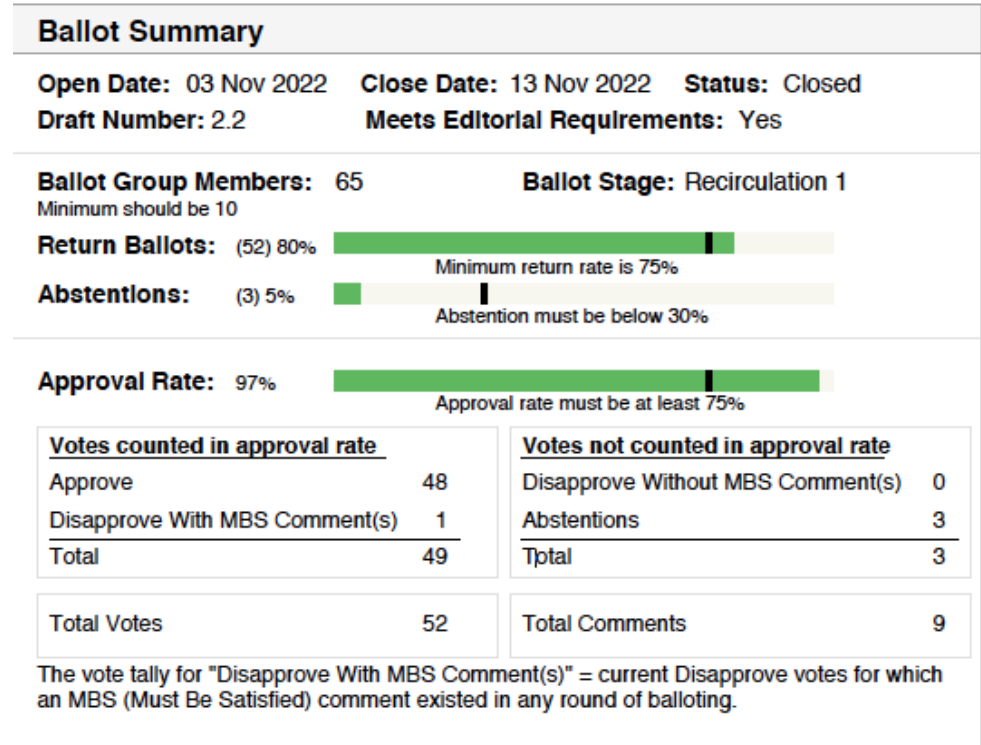 Ballot Summary
Open Date: 03 Nov 2022 Close Date: 13 Nov 2022 Status: Closed
Draft Number: 2.2 Meets Editorial Requirements: Yes
Ballot Group Members: 65 Ballot Stage: Recirculation 1
Minimum should be 10
Return Ballots: (52) 80%
Minimum return rate is 75%
Abstentions: (3) 5%
Abstention must be below 30%
Approval Rate: 97%
Approval rate must be at least 75%
Votes counted in approval rate
Approve 48
Disapprove With MBS Comment(s) 1
Total 49
Votes not counted in approval rate
Disapprove Without MBS Comment(s) 0
Abstentions 3
Total 3
Total Votes 52
Total Comments 9
The vote tally for "Disapprove With MBS Comment(s)" = current Disapprove votes for which
an MBS (Must Be Satisfied) comment existed in any round of balloting.